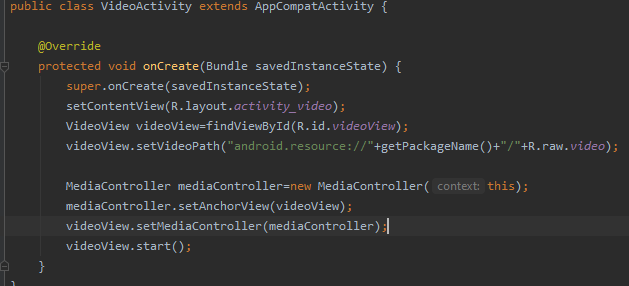 public class VideoActivity extends AppCompatActivity {
@Override
protected void onCreate(Bundle savedInstanceState) {
super.onCreate(savedInstanceState);
setContentView(R.layout.activity_video);
VideoView videoView=findViewById(R.id.videoView);
videoView.setVideoPath("android.resource://"+getPackageName()+"/"+R.raw.video);
MediaController mediaController=new MediaController( context: this);
mediaController.setAnchorView(videoView);
videoView.setMediaController(mediaController);
videoView.start();
}
}